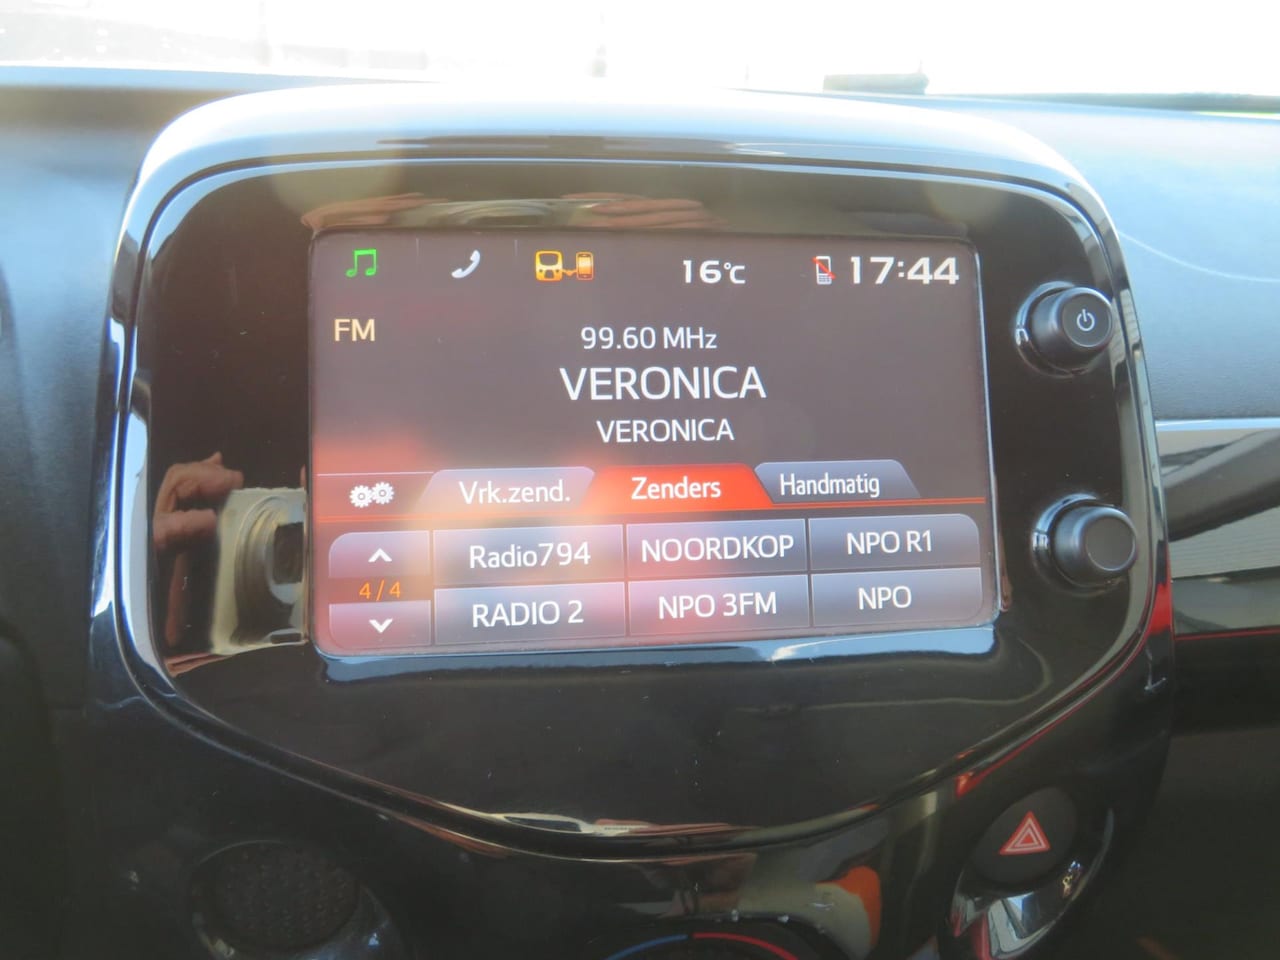 16°C 17:44
FM
99.60 MHz
VERONICA
VERONICA
Vrk.zend. Zenders Handmatig
Radio794 NOORDKOP NPO R1
4/4
RADIO 2 NPO 3FM NPO